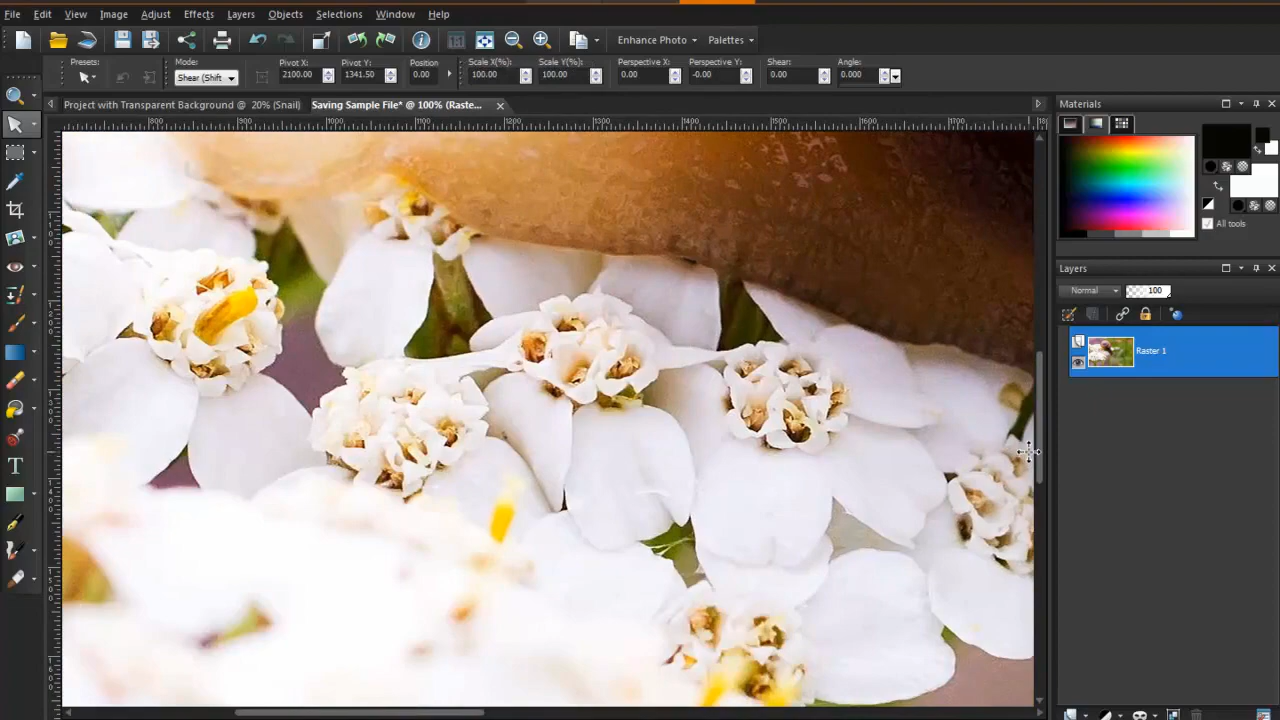 File Edit View Image Adjust Effects Layers Objects Selections Window Help
Enhance Photo Palettes
Presets: Mode: Pivot X: Pivot Y: Position Scale X(%): Scale Y(%): Perspective X: Perspective Y: Shear: Angle:
Shear (Shift 2100.00 1341.50 0.00 100.00 100.00 0.00 -0.00 0.00 0.000
Project with Transparent Background @ 20% (Snail) Saving Sample File* @ 100% (Raste...
Materials
All tools
Layers
Normal 100
Raster 1